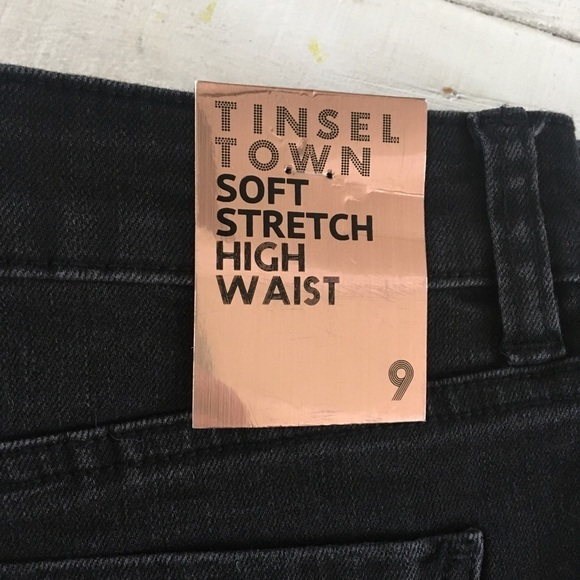 TINSEL
TOWN
SOFT
STRETCH
HIGH
WAIST
9